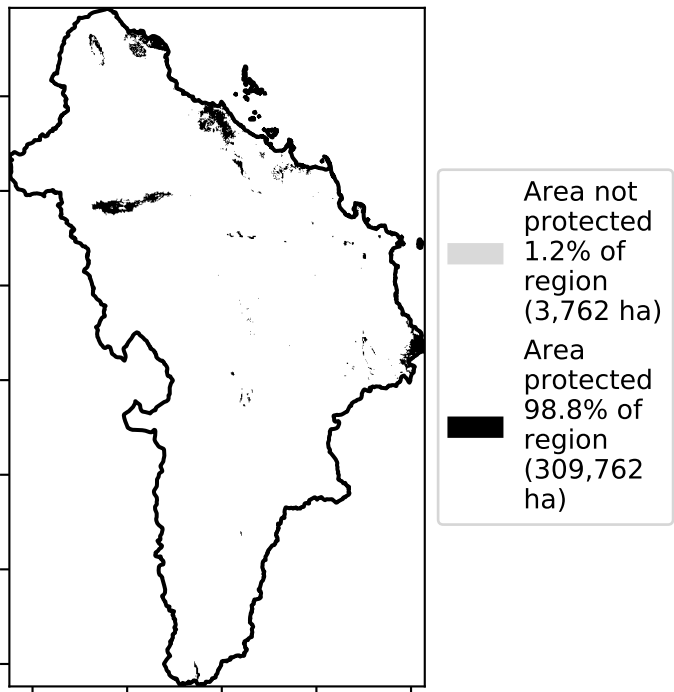 Area not
protected
1.2% of
region
(3,762 ha)
Area
protected
98.8% of
region
(309,762
ha)